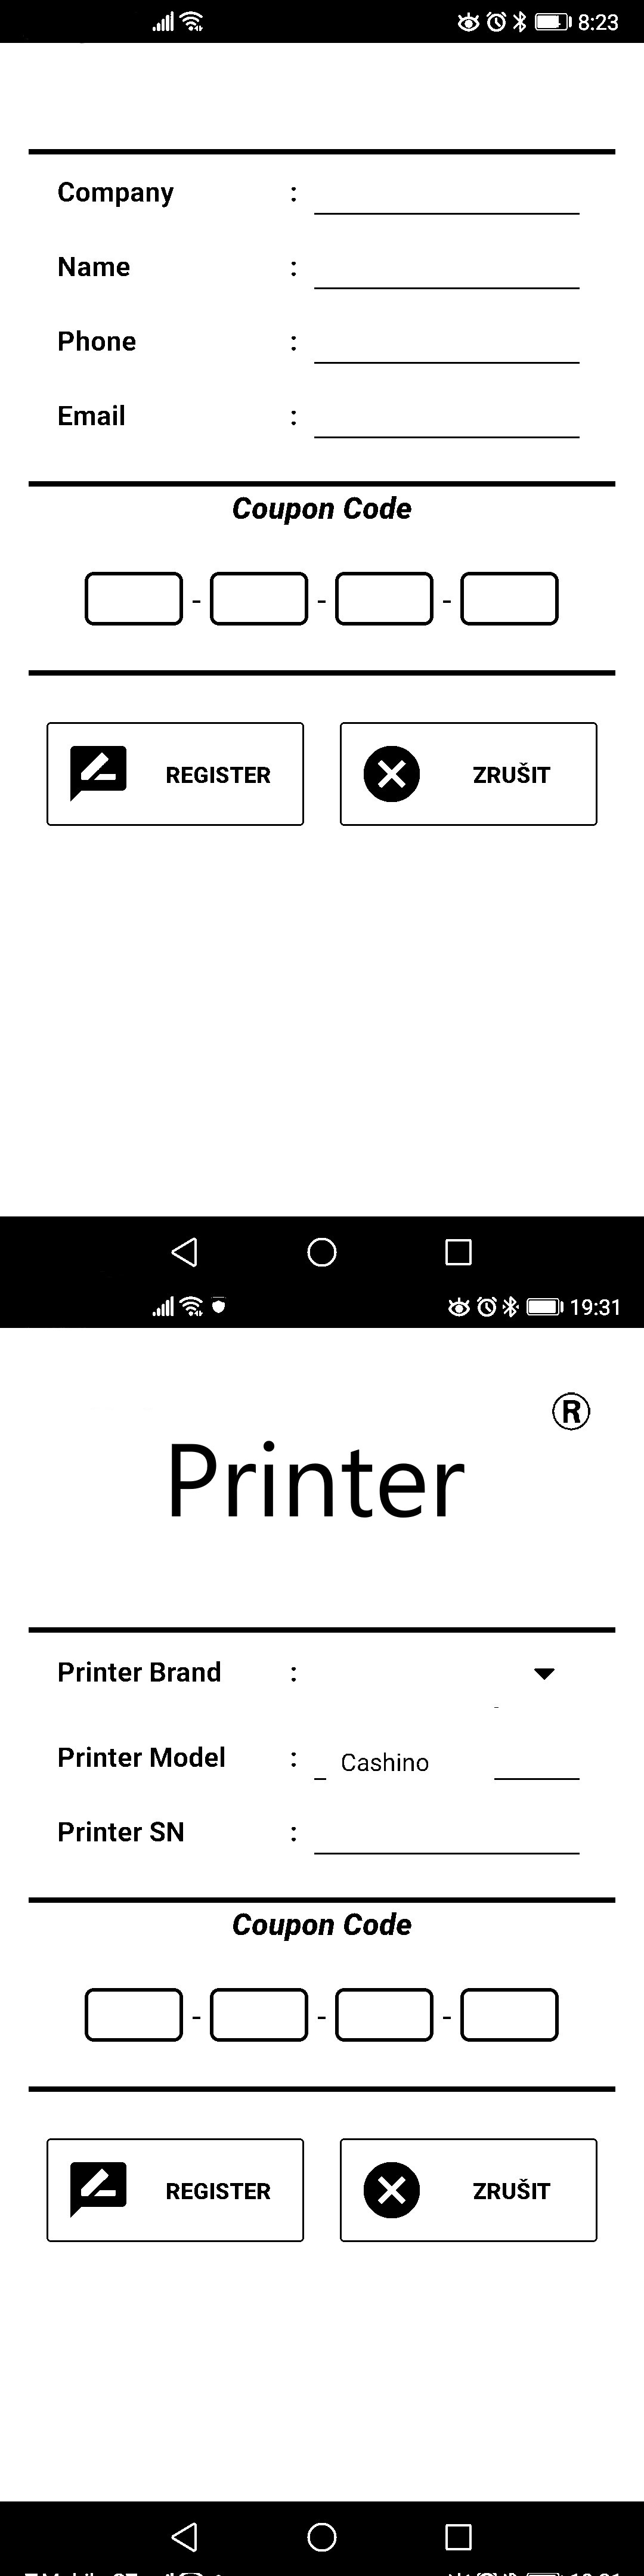 8:23
Company :
Name :
Phone :
Email :
Coupon Code
- - -
REGISTER ZRUŠIT
19:31
®
Printer
Printer Brand :
Printer Model : Cashino
Printer SN :
Coupon Code
- - -
REGISTER ZRUŠIT